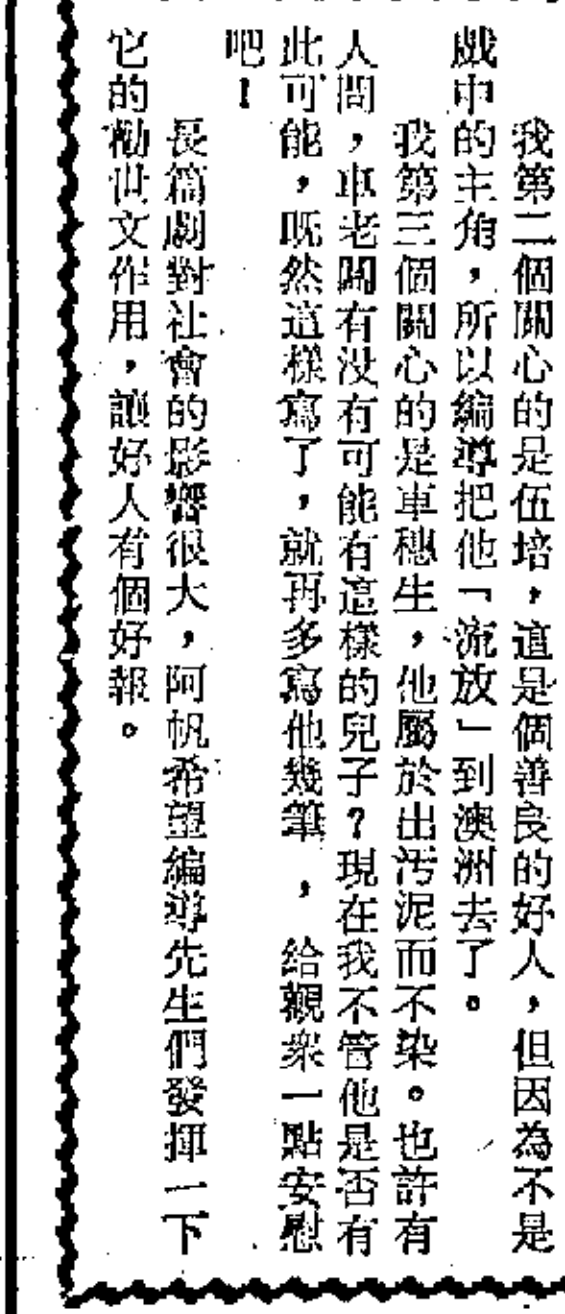 我第二個關心的是伍培，這是個善良的好人，但因為不是
戲中的主角，所以編導把他「流放」到澳洲去了。
我第三個關心的是車穗生，他屬於出污泥而不染。也許有
人問，車老闆有没有可能有這樣的兒子？現在我不管他是否有
此可能，既然這樣寫了，就再多寫他幾筆，給觀衆一點安慰
吧！
長篇劇對社會的影響很大，阿帆希望編導先生們發揮一下
它的勸世文作用，讓好人有個好報。